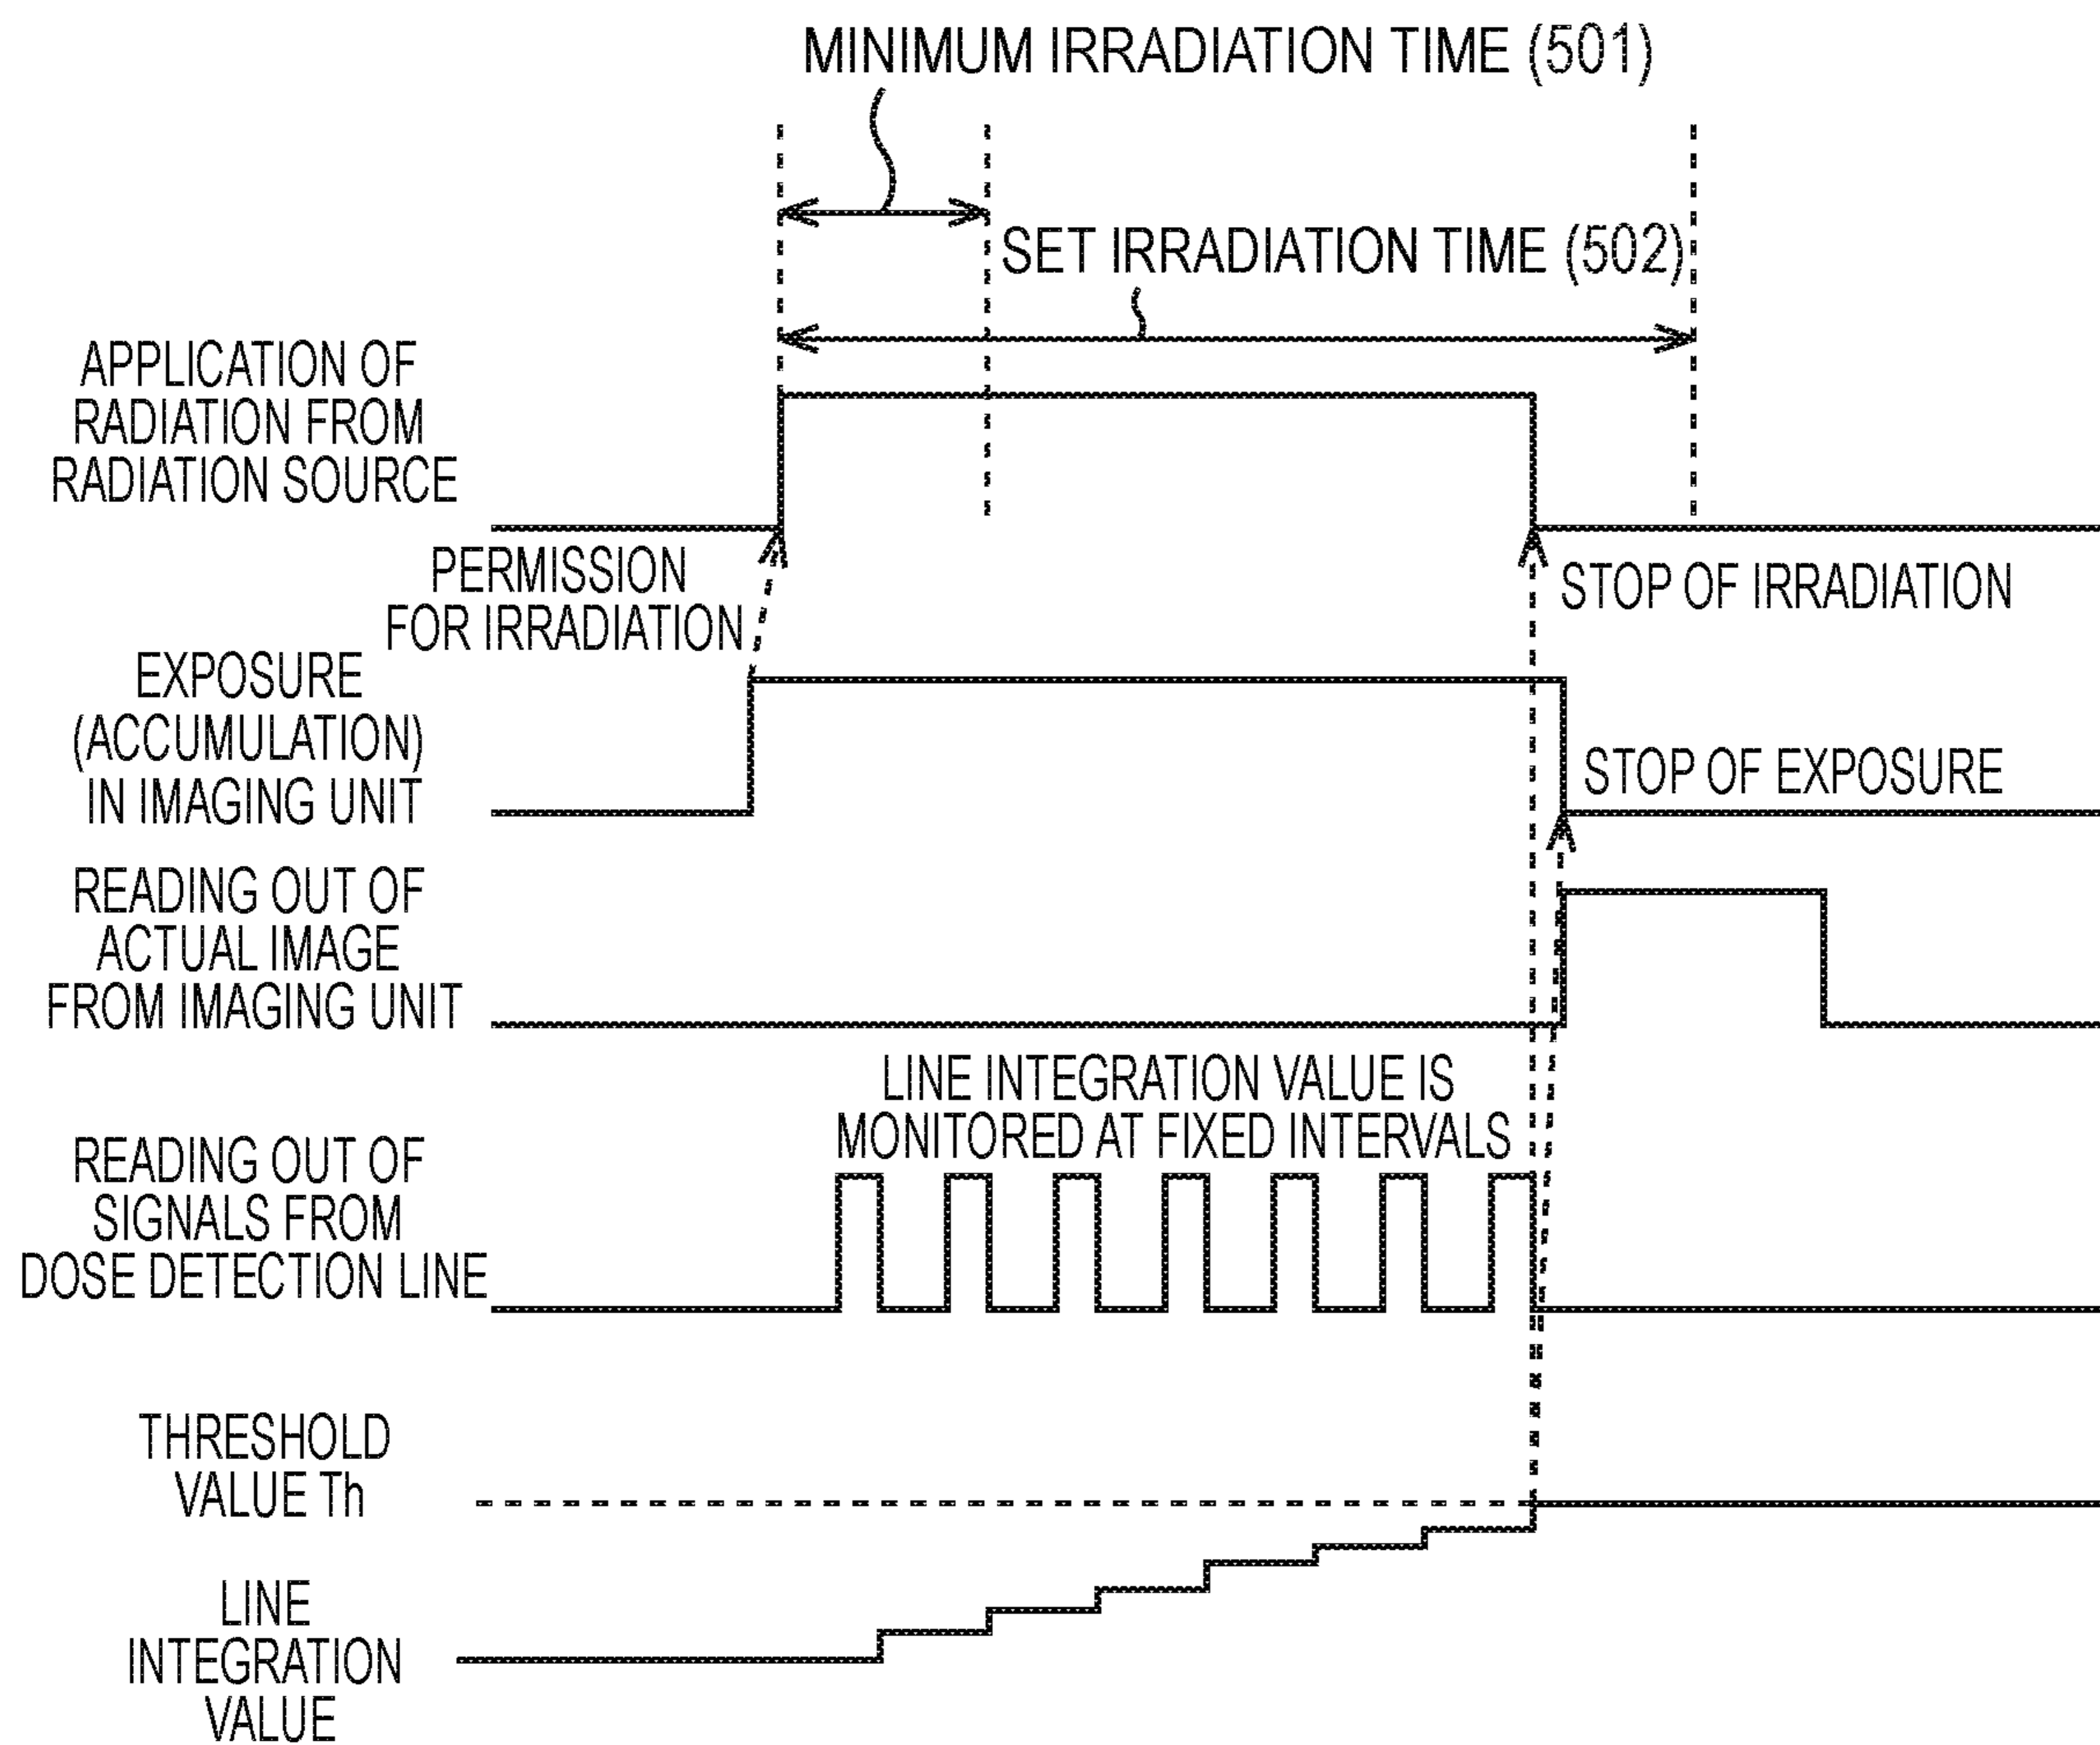 MINIMUM IRRADIATION TIME (501)
SET IRRADIATION TIME (502)
APPLICATION OF
RADIATION FROM
RADIATION SOURCE
PERMISSION
FOR IRRADIATION
STOP OF IRRADIATION
EXPOSURE
(ACCUMULATION)
IN IMAGING UNIT
STOP OF EXPOSURE
READING OUT OF
ACTUAL IMAGE
FROM IMAGING UNIT
LINE INTEGRATION VALUE IS
MONITORED AT FIXED INTERVALS
READING OUT OF
SIGNALS FROM
DOSE DETECTION LINE
THRESHOLD
VALUE Th
LINE
INTEGRATION
VALUE